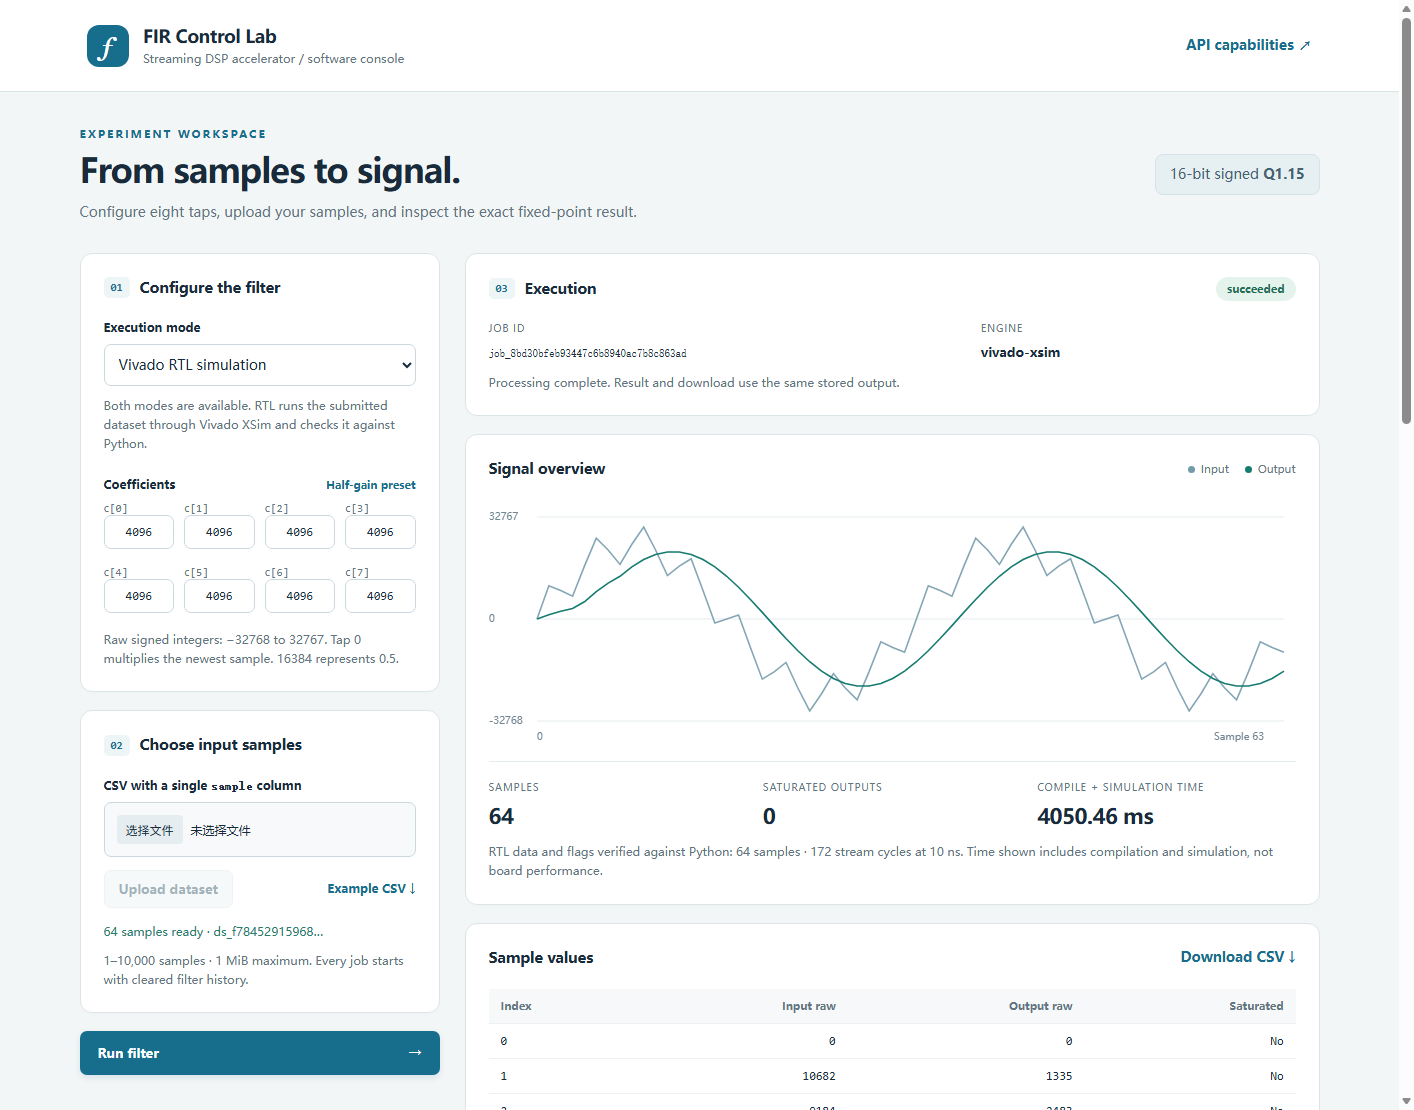 f
FIR Control Lab
Streaming DSP accelerator / software console
API capabilities ↗
EXPERIMENT WORKSPACE
From samples to signal.
Configure eight taps, upload your samples, and inspect the exact fixed-point result.
16-bit signed Q1.15
01 Configure the filter
Execution mode
Vivado RTL simulation
Both modes are available. RTL runs the submitted
dataset through Vivado XSim and checks it against
Python.
Coefficients Half-gain preset
c[0] c[1] c[2] c[3]
4096 4096 4096 4096
c[4] c[5] c[6] c[7]
4096 4096 4096 4096
Raw signed integers: −32768 to 32767. Tap 0
multiplies the newest sample. 16384 represents 0.5.
02 Choose input samples
CSV with a single sample column
选择文件 未选择文件
Upload dataset Example CSV ↓
64 samples ready · ds_f78452915968…
1–10,000 samples · 1 MiB maximum. Every job starts
with cleared filter history.
Run filter →
03 Execution succeeded
JOB ID ENGINE
job_8bd30bfeb93447c6b8940ac7b8c863ad vivado-xsim
Processing complete. Result and download use the same stored output.
Signal overview Input Output
32767
0
-32768
0 Sample 63
SAMPLES SATURATED OUTPUTS COMPILE + SIMULATION TIME
64 0 4050.46 ms
RTL data and flags verified against Python: 64 samples · 172 stream cycles at 10 ns. Time shown includes compilation and simulation, not
board performance.
Sample values Download CSV ↓
Index Input raw Output raw Saturated
0 0 0 No
1 10682 1335 No